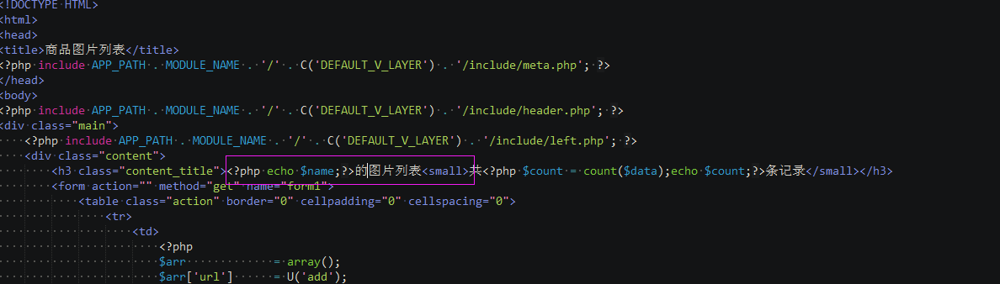 <!DOCTYPE HTML>
<html>
<head>
<title>商品图片列表</title>
<?php include APP_PATH . MODULE_NAME . '/' . C('DEFAULT_V_LAYER') . '/include/meta.php'; ?>
</head>
<body>
<?php include APP_PATH . MODULE_NAME . '/' . C('DEFAULT_V_LAYER') . '/include/header.php'; ?>
<div class="main">
    <?php include APP_PATH . MODULE_NAME . '/' . C('DEFAULT_V_LAYER') . '/include/left.php'; ?>
    <div class="content">
        <h3 class="content_title"><?php echo $name;?>的图片列表<small>共<?php $count = count($data);echo $count;?>条记录</small></h3>
        <form action="" method="get" name="form1">
            <table class="action" border="0" cellpadding="0" cellspacing="0">
                <tr>
                    <td>
                        <?php
                        $arr             = array();
                        $arr['url']      = U('add');